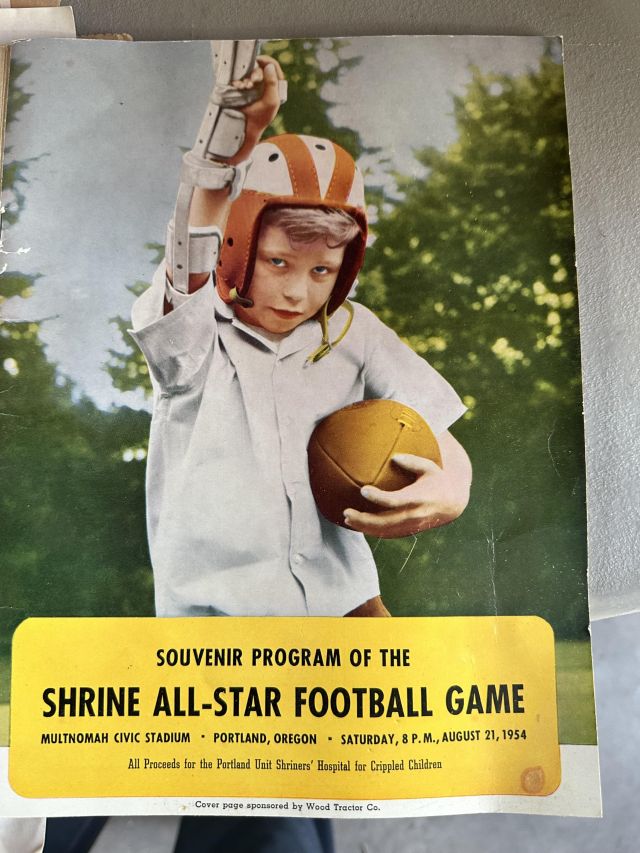 SOUVENIR PROGRAM OF THE
SHRINE ALL-STAR FOOTBALL GAME
MULTNOMAH CIVIC STADIUM • PORTLAND, OREGON • SATURDAY, 8 P.M., AUGUST 21, 1954
All Proceeds for the Portland Unit Shriners' Hospital for Crippled Children
Cover page sponsored by Wood Tractor Co.